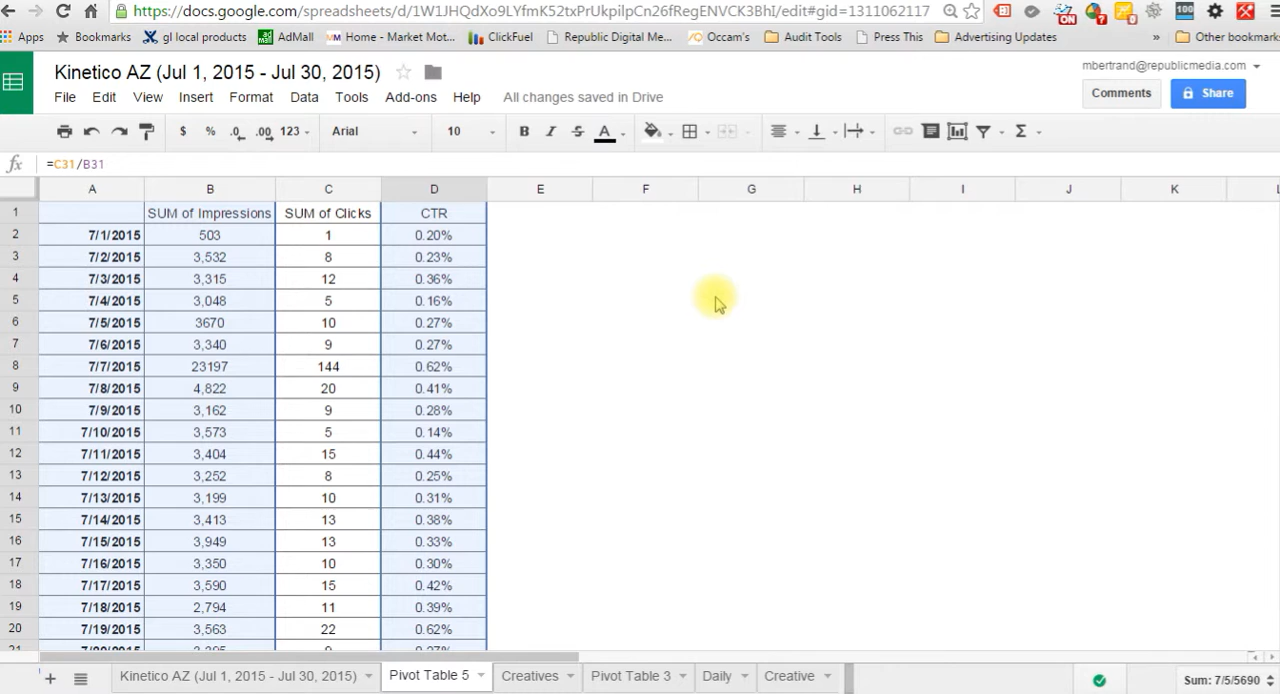 https://docs.google.com/spreadsheets/d/1W1JHQdXo9LYfmK52txPrUkpilpCn26fRegENVCK3BhI/edit#gid=1311062117
ON
?
100
Apps Bookmarks gl local products AdMall Home - Market Mot... ClickFuel Republic Digital Me... Occam's Audit Tools Press This Advertising Updates » Other bookmarks
Kinetico AZ (Jul 1, 2015 - Jul 30, 2015)
mbertrand@republicmedia.com
File Edit View Insert Format Data Tools Add-ons Help All changes saved in Drive
Comments Share
$ % .0 .00 123 Arial 10 B I S A Σ
fx =C31/B31
A B C D E F G H I J K L
1 SUM of Impressions SUM of Clicks CTR
2 7/1/2015 503 1 0.20%
3 7/2/2015 3,532 8 0.23%
4 7/3/2015 3,315 12 0.36%
5 7/4/2015 3,048 5 0.16%
6 7/5/2015 3670 10 0.27%
7 7/6/2015 3,340 9 0.27%
8 7/7/2015 23197 144 0.62%
9 7/8/2015 4,822 20 0.41%
10 7/9/2015 3,162 9 0.28%
11 7/10/2015 3,573 5 0.14%
12 7/11/2015 3,404 15 0.44%
13 7/12/2015 3,252 8 0.25%
14 7/13/2015 3,199 10 0.31%
15 7/14/2015 3,413 13 0.38%
16 7/15/2015 3,949 13 0.33%
17 7/16/2015 3,350 10 0.30%
18 7/17/2015 3,590 15 0.42%
19 7/18/2015 2,794 11 0.39%
20 7/19/2015 3,563 22 0.62%
Kinetico AZ (Jul 1, 2015 - Jul 30, 2015) Pivot Table 5 Creatives Pivot Table 3 Daily Creative Sum: 7/5/5690